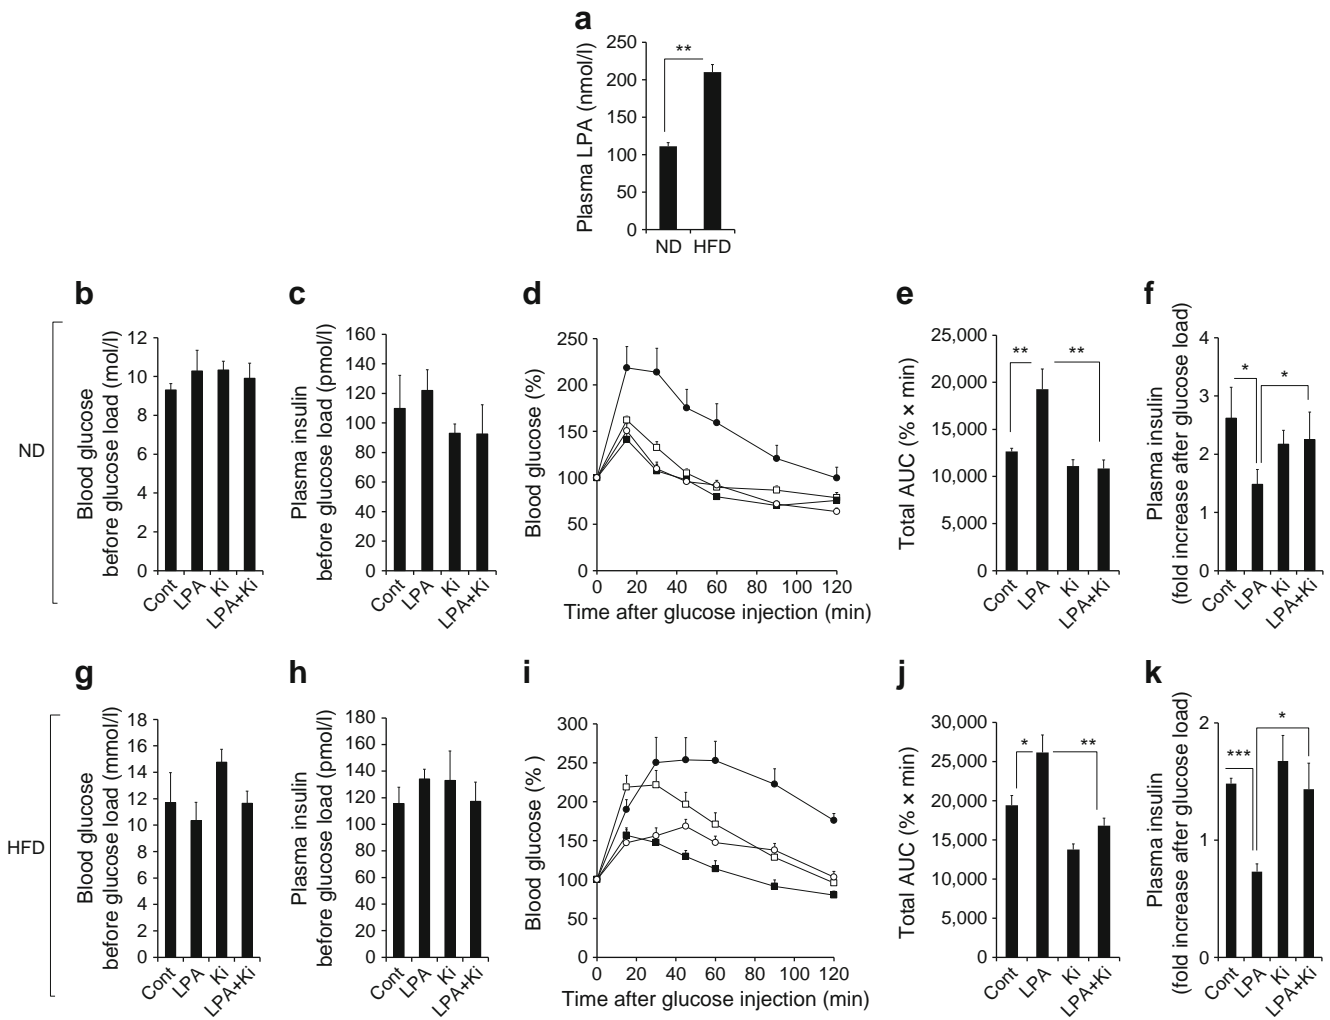 a
Plasma LPA (nmol/l)
250
200
150
100
50
0
**
ND HFD
ND
b
Blood glucose
before glucose load (mol/l)
12
10
8
6
4
2
0
Cont
LPA
Ki
LPA+Ki
c
Plasma insulin
before glucose load (pmol/l)
160
140
120
100
80
60
40
20
0
Cont
LPA
Ki
LPA+Ki
d
Blood glucose (%)
250
200
150
100
50
0
0 20 40 60 80 100 120
Time after glucose injection (min)
e
Total AUC (% × min)
25,000
20,000
15,000
10,000
5,000
0
** **
Cont
LPA
Ki
LPA+Ki
f
Plasma insulin
(fold increase after glucose load)
4
3
2
1
0
* *
Cont
LPA
Ki
LPA+Ki
HFD
g
Blood glucose
before glucose load (mmol/l)
18
16
14
12
10
8
6
4
2
0
Cont
LPA
Ki
LPA+Ki
h
Plasma insulin
before glucose load (pmol/l)
180
160
140
120
100
80
60
40
20
0
Cont
LPA
Ki
LPA+Ki
i
Blood glucose (%)
300
250
200
150
100
50
0
0 20 40 60 80 100 120
Time after glucose injection (min)
j
Total AUC (% × min)
30,000
25,000
20,000
15,000
10,000
5,000
0
* **
Cont
LPA
Ki
LPA+Ki
k
Plasma insulin
(fold increase after glucose load)
2
1
0
*** *
Cont
LPA
Ki
LPA+Ki